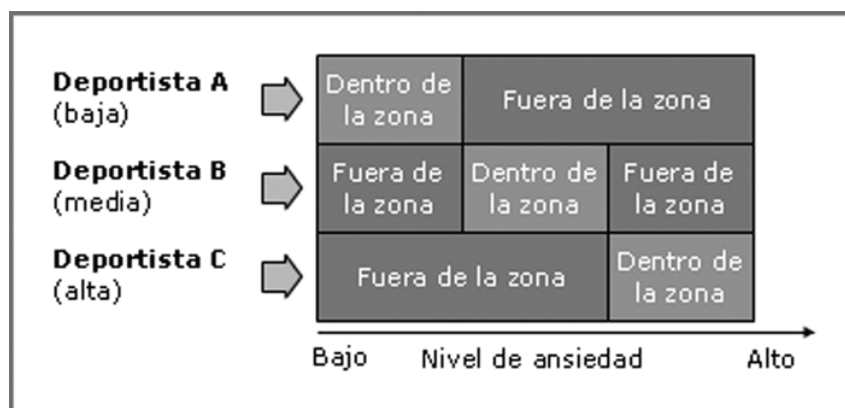 Deportista A
(baja)
Dentro de
la zona
Fuera de la zona
Deportista B
(media)
Fuera de
la zona
Dentro de
la zona
Fuera de
la zona
Deportista C
(alta)
Fuera de la zona
Dentro de
la zona
Bajo
Nivel de ansiedad
Alto